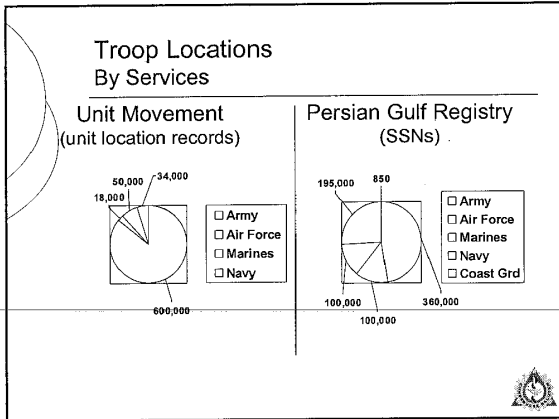 Troop Locations
By Services
Unit Movement
(unit location records)
50,000
34,000
18,000
600,000
□ Army
□ Air Force
□ Marines
□ Navy
Persian Gulf Registry
(SSNs)
195,000
850
100,000
100,000
360,000
□ Army
□ Air Force
□ Marines
□ Navy
□ Coast Grd